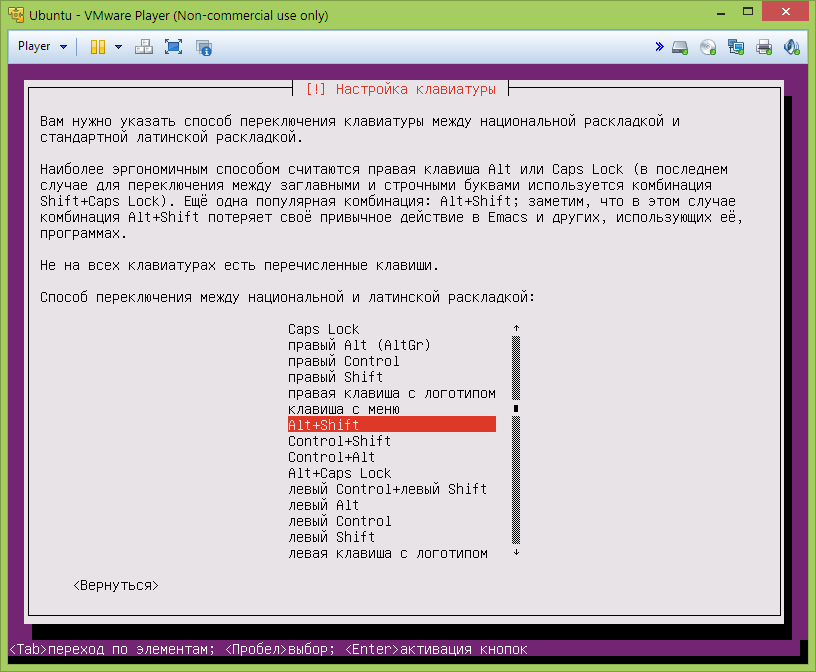 Ubuntu - VMware Player (Non-commercial use only)
Player
[!] Настройка клавиатуры
Вам нужно указать способ переключения клавиатуры между национальной раскладкой и
стандартной латинской раскладкой.
Наиболее эргономичным способом считаются правая клавиша Alt или Caps Lock (в последнем
случае для переключения между заглавными и строчными буквами используется комбинация
Shift+Caps Lock). Ещё одна популярная комбинация: Alt+Shift; заметим, что в этом случае
комбинация Alt+Shift потеряет своё привычное действие в Emacs и других, использующих её,
программах.
Не на всех клавиатурах есть перечисленные клавиши.
Способ переключения между национальной и латинской раскладкой:
Caps Lock
правый Alt (AltGr)
правый Control
правый Shift
правая клавиша с логотипом
клавиша с меню
Alt+Shift
Control+Shift
Control+Alt
Alt+Caps Lock
левый Control+левый Shift
левый Alt
левый Control
левый Shift
левая клавиша с логотипом
<Вернуться>
<Tab>переход по элементам; <Пробел>выбор; <Enter>активация кнопок